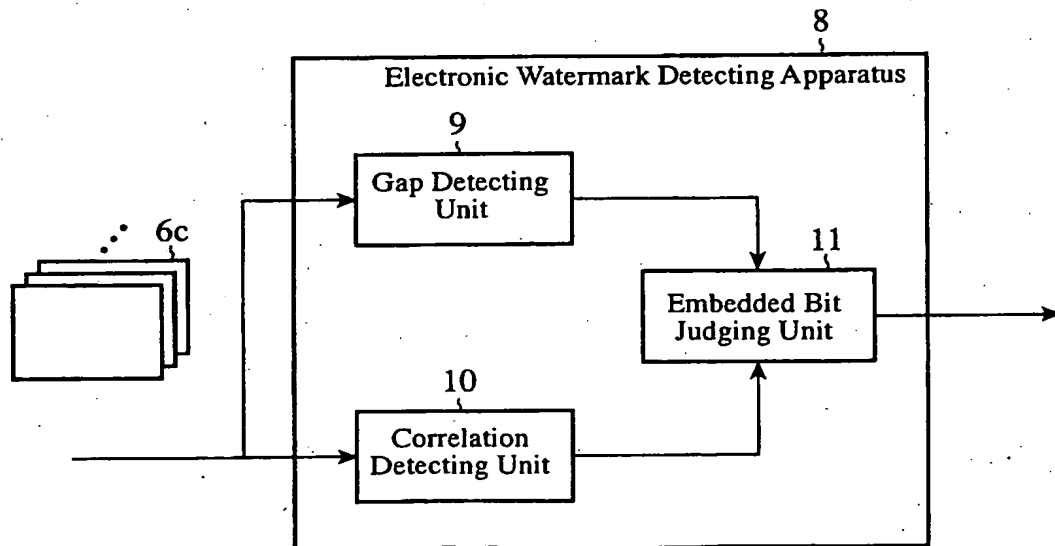 8
Electronic Watermark Detecting Apparatus
9
Gap Detecting
Unit
6c
11
Embedded Bit
Judging Unit
10
Correlation
Detecting Unit